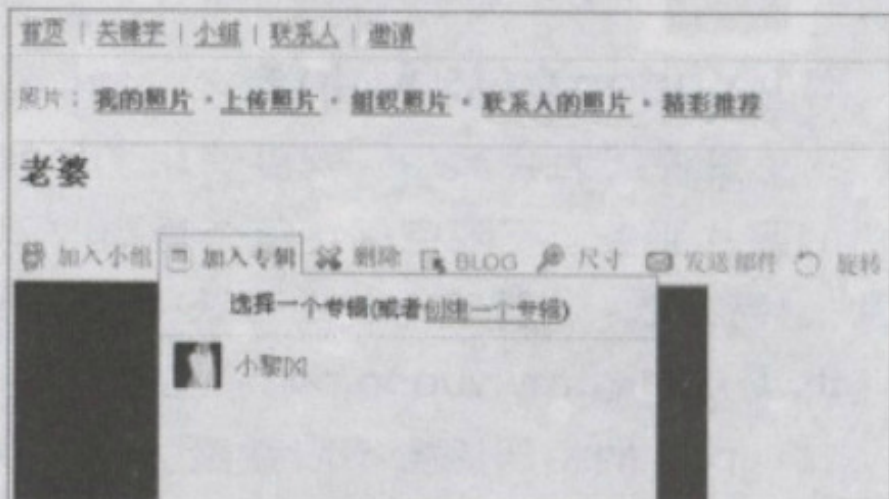 首页 | 关键字 | 小组 | 联系人 | 邀请
照片： 我的照片 · 上传照片 · 组织照片 · 联系人的照片 · 精彩推荐
老婆
加入小组 加入专辑 删除 BLOG 尺寸 发送邮件 旋转
选择一个专辑(或者创建一个专辑)
小黎[X]